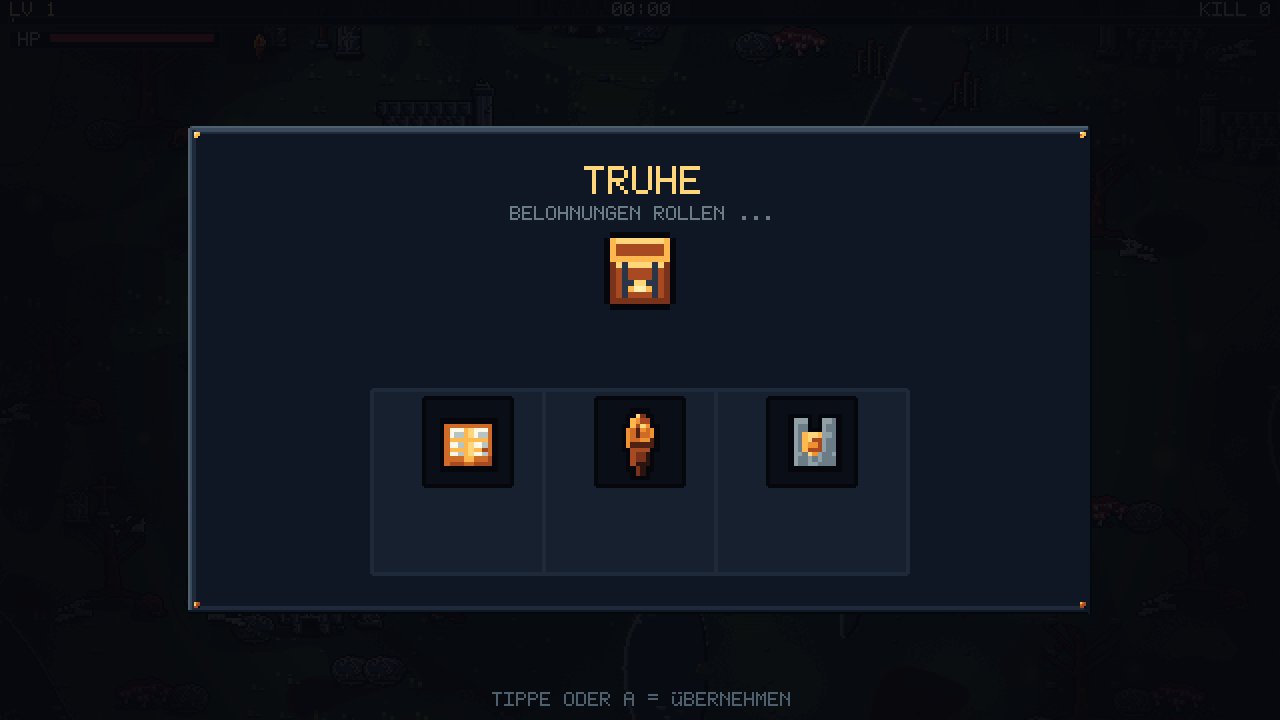 LV 1 00:00 KILL 0
HP
TRUHE
BELOHNUNGEN ROLLEN ...
TIPPE ODER A = üBERNEHMEN